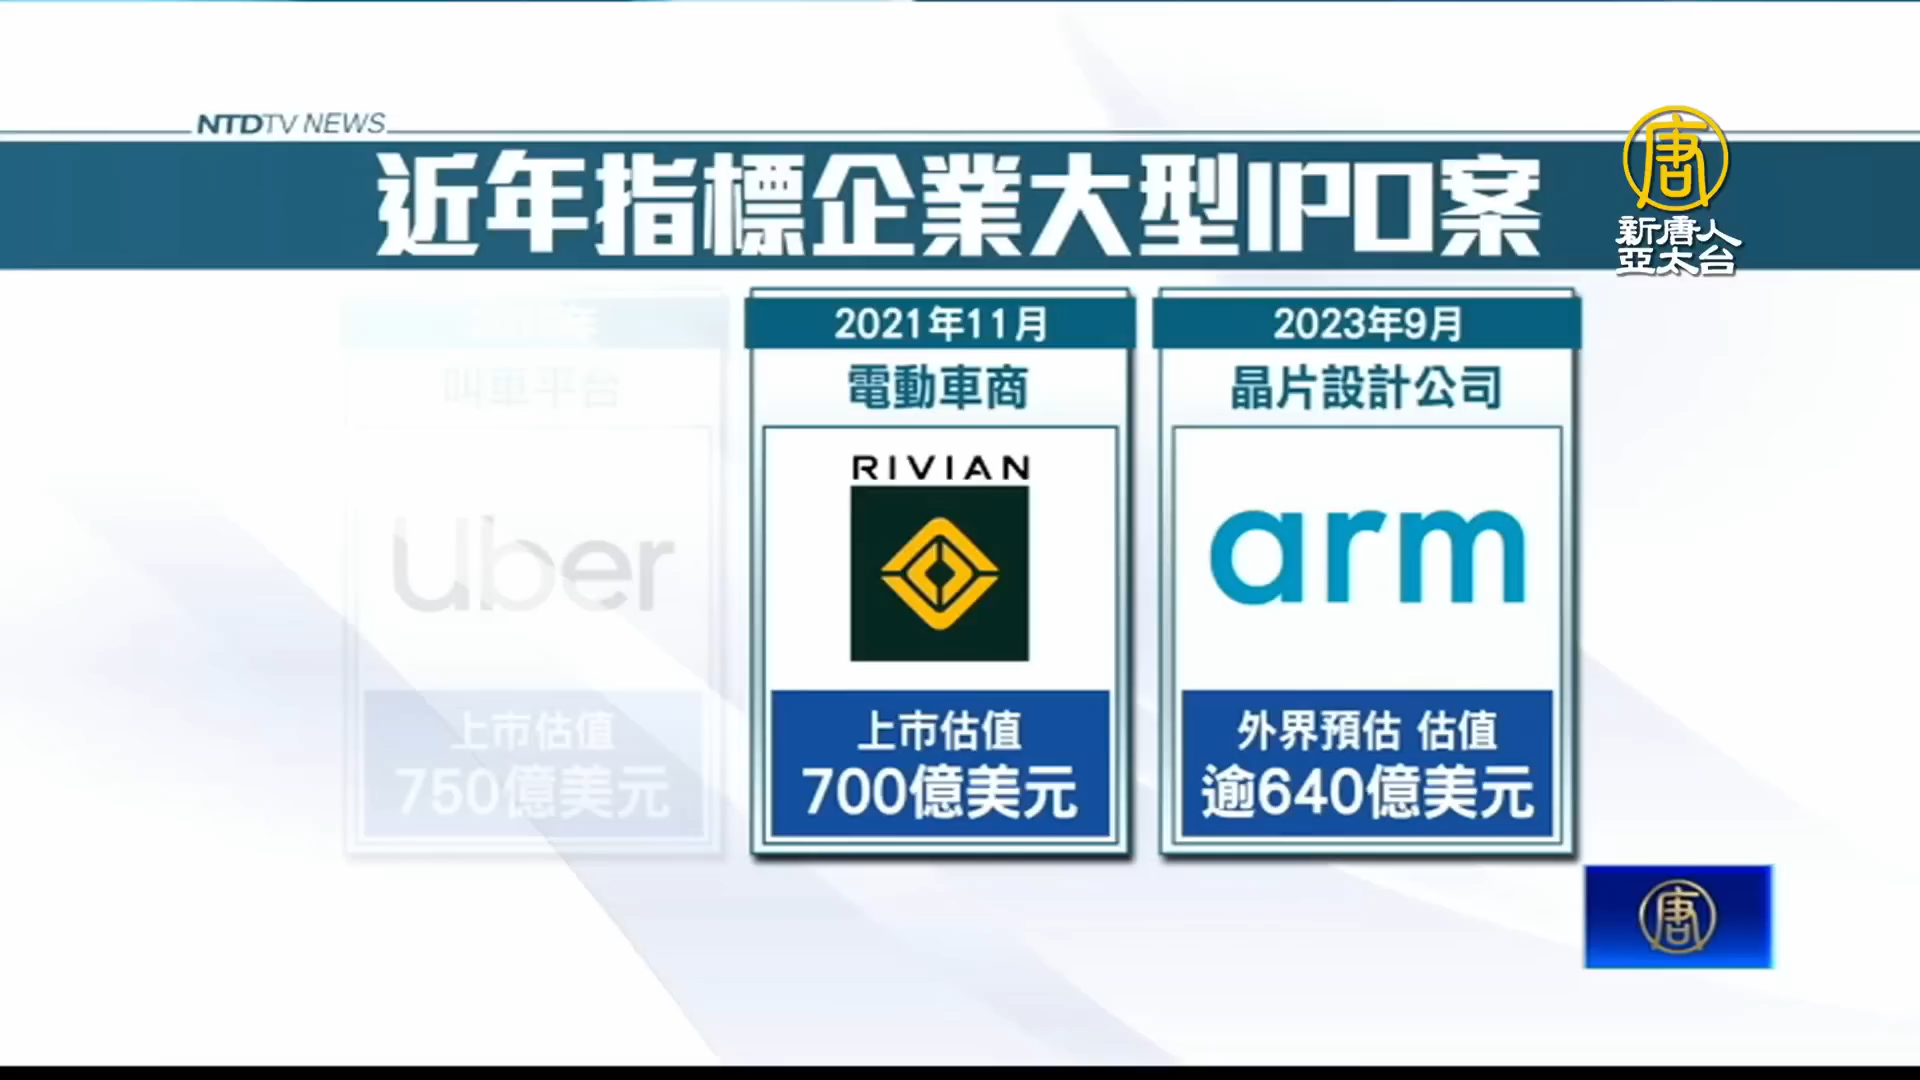 NTDTV NEWS
近年指標企業大型IPO案
唐
新唐人
亞太台
叫車平台
uber
上市估值
750億美元
2021年11月
電動車商
RIVIAN
上市估值
700億美元
2023年9月
晶片設計公司
arm
外界預估 估值
逾640億美元
唐